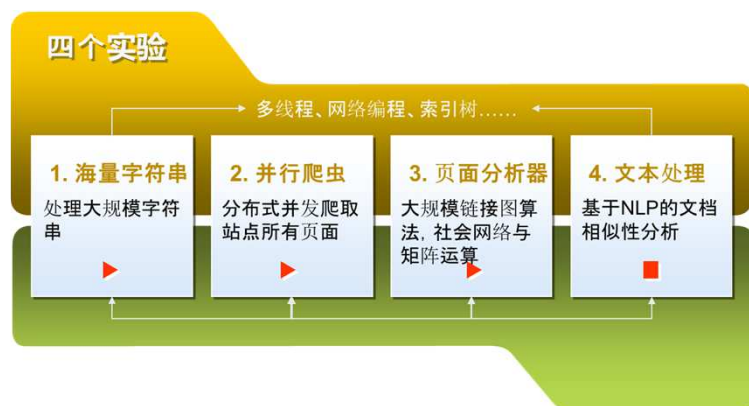 四个实验
多线程、网络编程、索引树……
1. 海量字符串
处理大规模字符
串
2. 并行爬虫
分布式并发爬取
站点所有页面
3. 页面分析器
大规模链接图算
法, 社会网络与
矩阵运算
4. 文本处理
基于NLP的文档
相似性分析